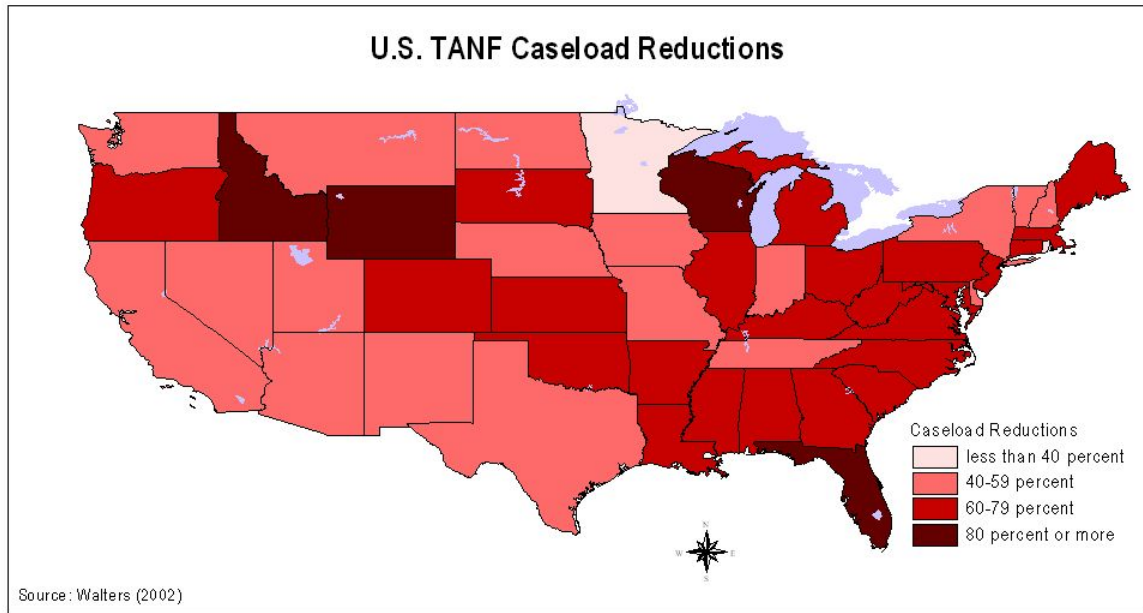 U.S. TANF Caseload Reductions
Caseload Reductions
less than 40 percent
40-59 percent
60-79 percent
80 percent or more
N
W E
S
Source: Walters (2002)